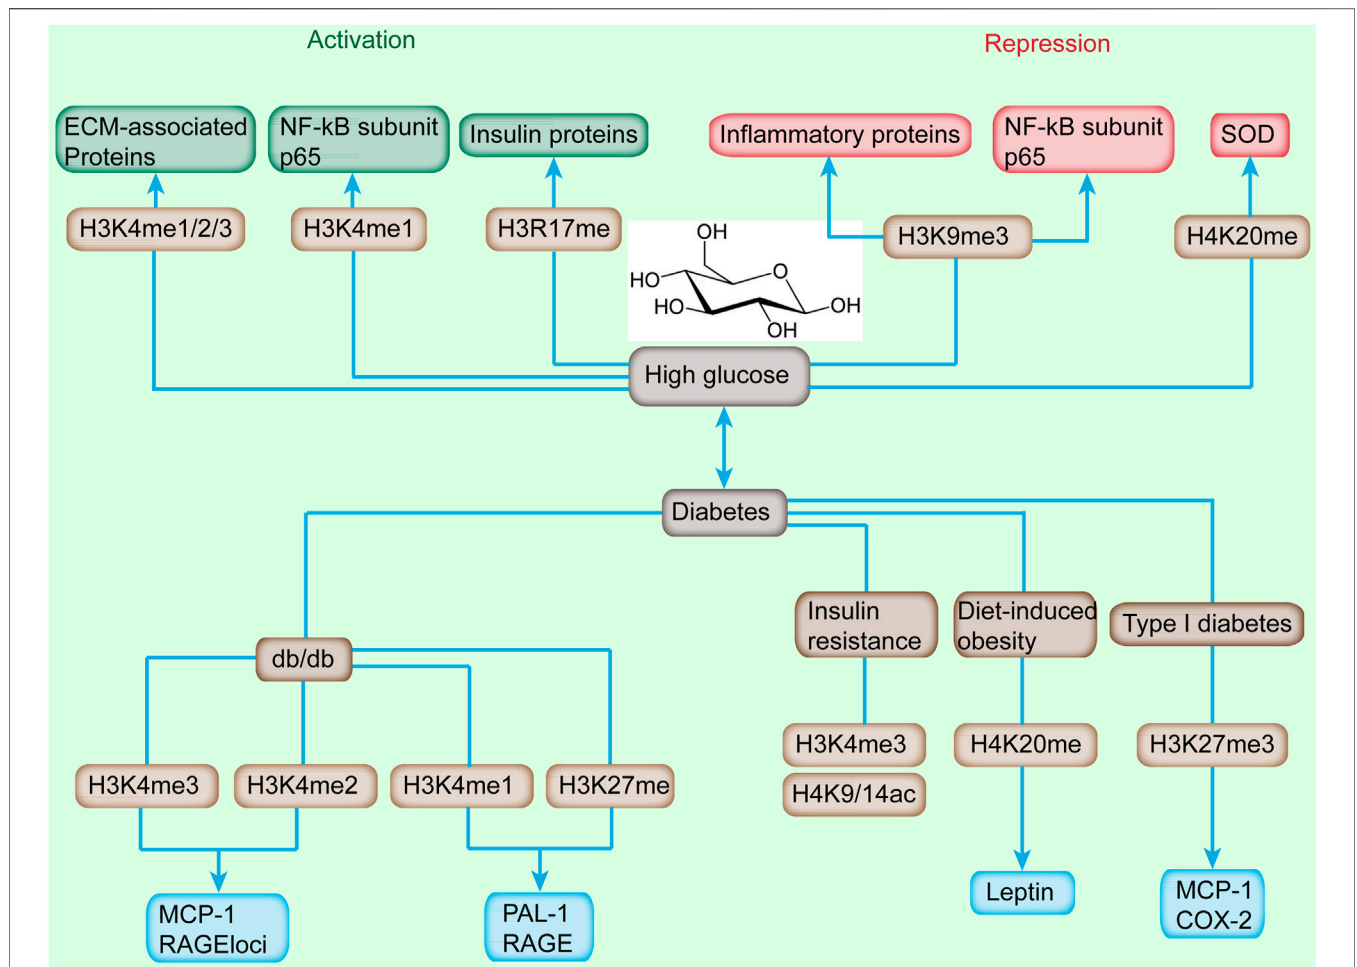 Activation
Repression
ECM-associated
Proteins
NF-kB subunit
p65
Insulin proteins
Inflammatory proteins
NF-kB subunit
p65
SOD
H3K4me1/2/3
H3K4me1
H3R17me
H3K9me3
H4K20me
OH
HO
O
HO
OH
OH
High glucose
Diabetes
Insulin
resistance
Diet-induced
obesity
Type I diabetes
db/db
H3K4me3
H4K20me
H3K27me3
H3K4me3
H3K4me2
H3K4me1
H3K27me
H4K9/14ac
MCP-1
RAGEloci
PAL-1
RAGE
Leptin
MCP-1
COX-2